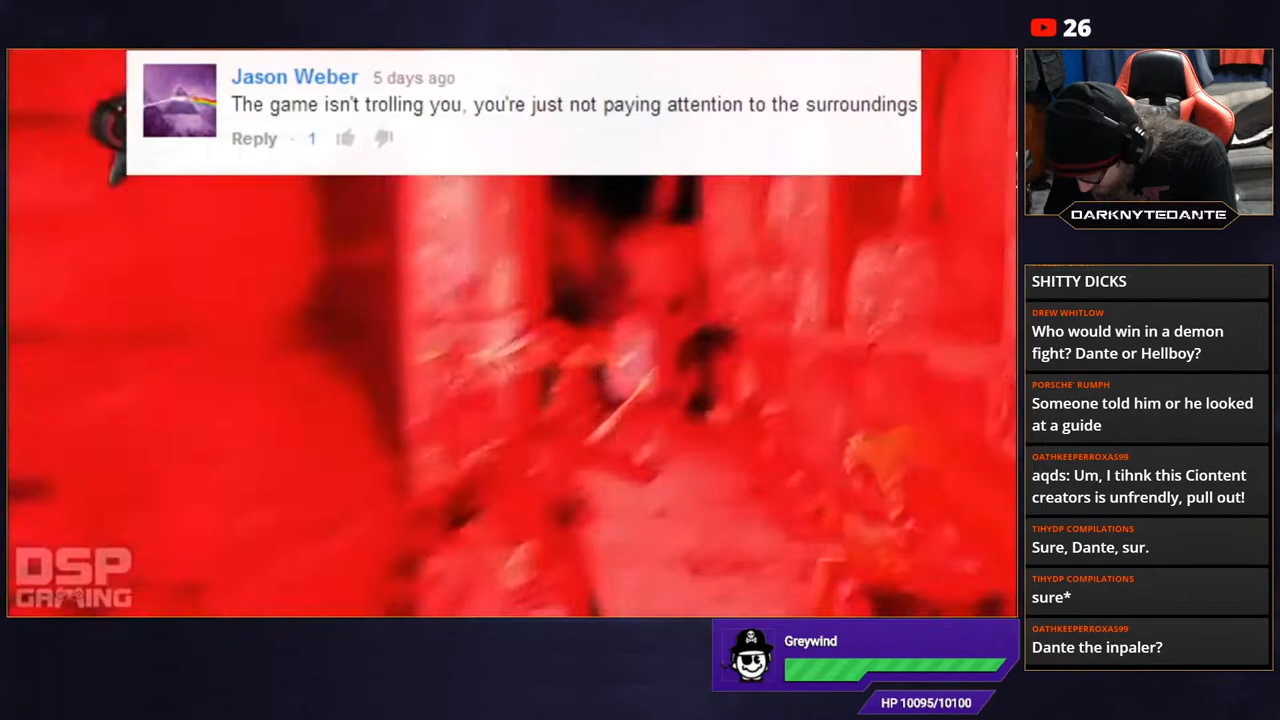 26
Jason Weber 5 days ago
The game isn't trolling you, you're just not paying attention to the surroundings
Reply · 1
DARKNYTEDANTE
SHITTY DICKS
DREW WHITLOW
Who would win in a demon
fight? Dante or Hellboy?
PORSCHE' RUMPH
Someone told him or he looked
at a guide
OATHKEEPERROXAS99
aqds: Um, I tihnk this Ciontent
creators is unfrendly, pull out!
TIHYDP COMPILATIONS
Sure, Dante, sur.
TIHYDP COMPILATIONS
sure*
OATHKEEPERROXAS99
Dante the inpaler?
DSP
GAMING
Greywind
HP 10095/10100